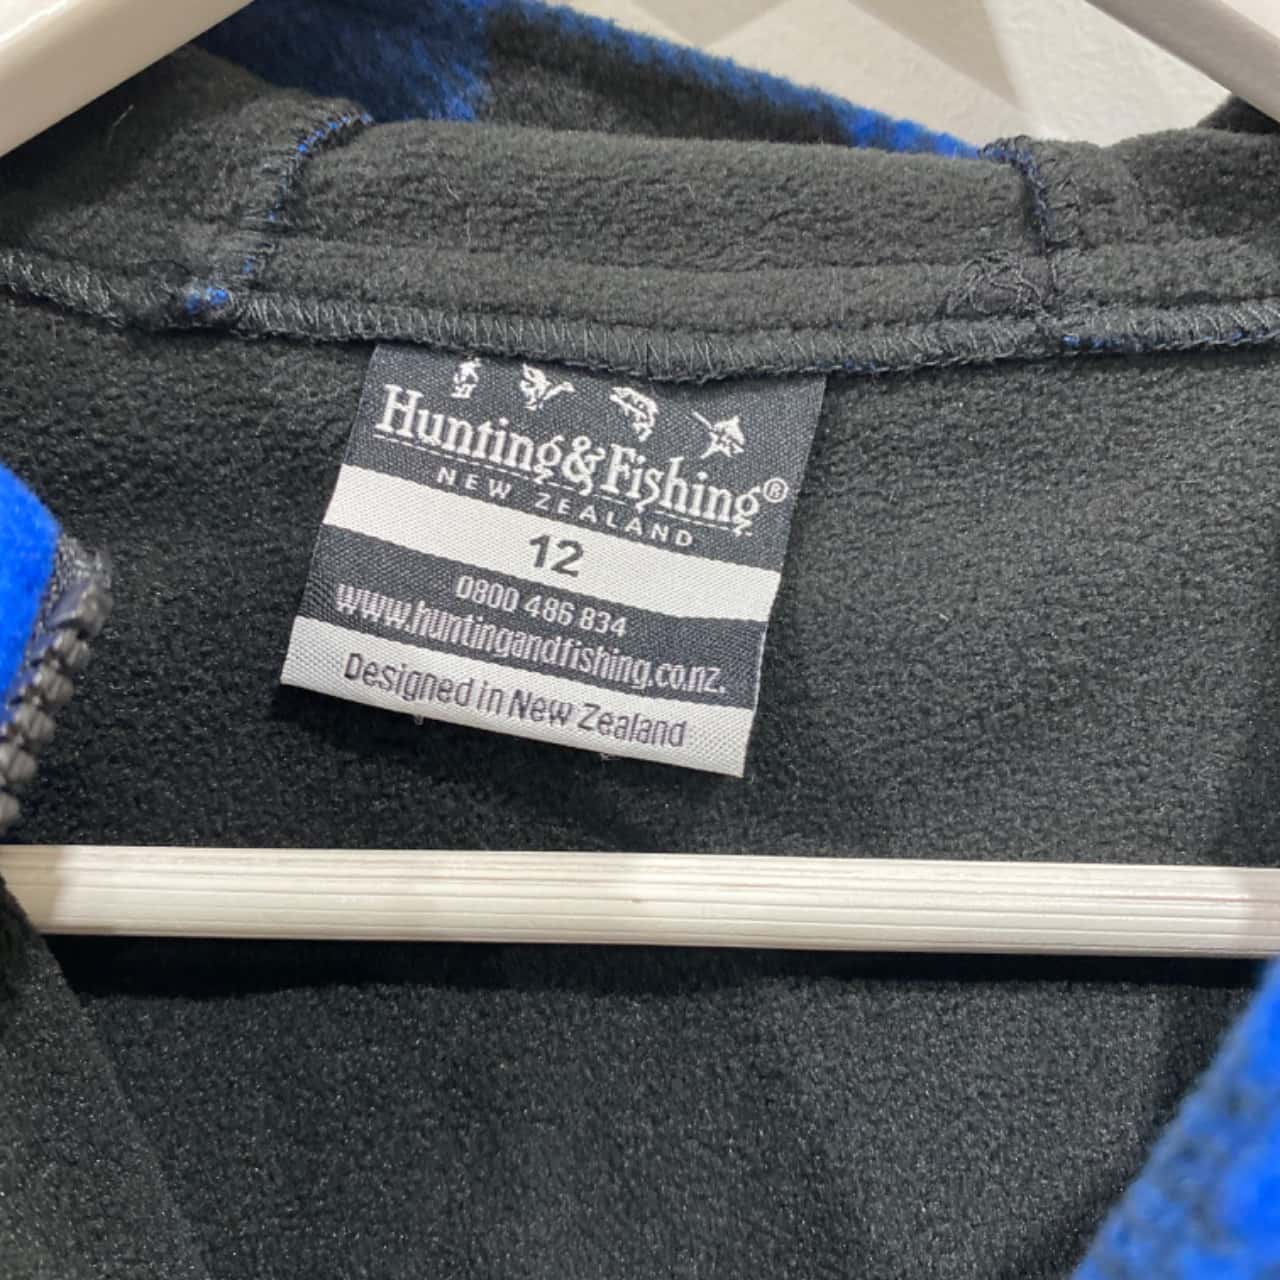 Hunting&Fishing®
NEW ZEALAND
12
0800 486 834
www.huntingandfishing.co.nz.
Designed in New Zealand